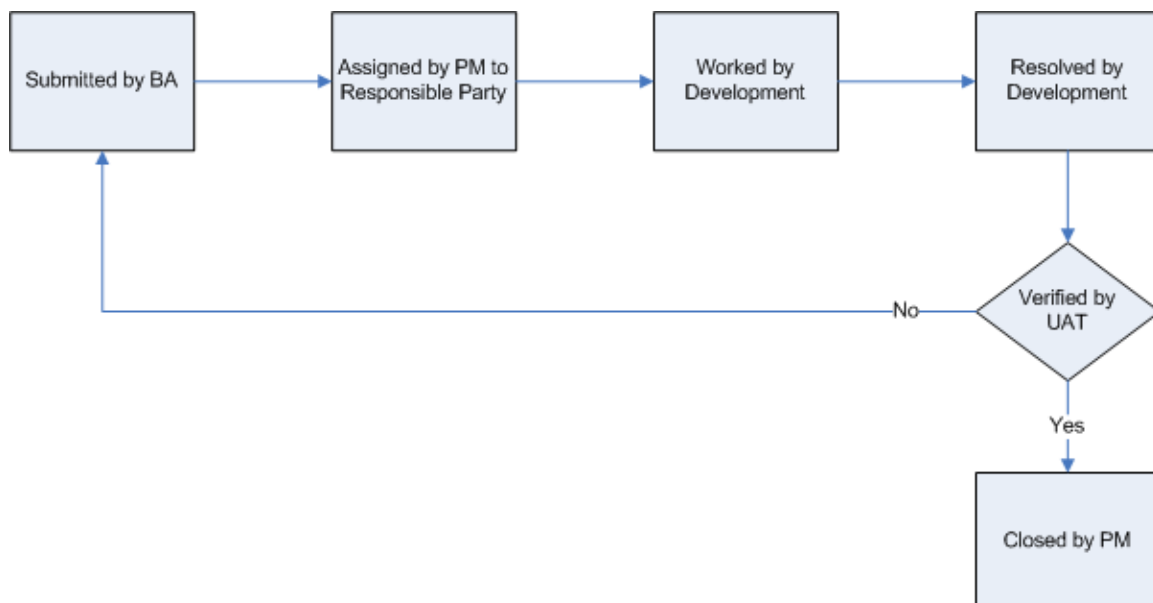 Submitted by BA
Assigned by PM to
Responsible Party
Worked by
Development
Resolved by
Development
Verified by
UAT
No
Yes
Closed by PM